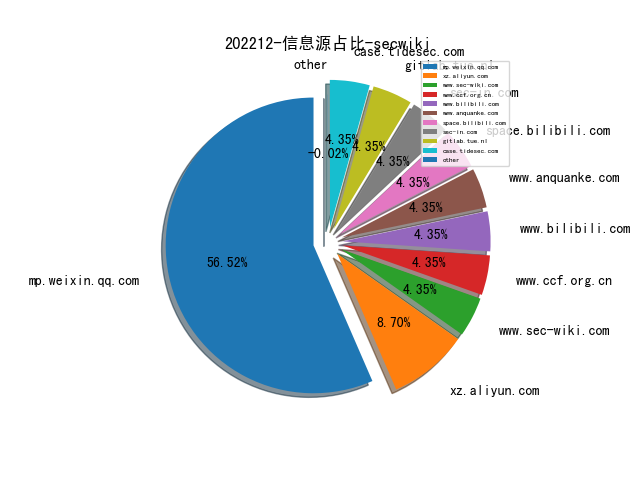 202212-信息源占比-secwiki
case.tidesec.com
other
mp.weixin.qq.com
xz.aliyun.com
www.sec-wiki.com
www.ccf.org.cn
www.bilibili.com
www.anquanke.com
space.bilibili.com
sec-in.com
gitlab.tue.nl
case.tidesec.com
other
space.bilibili.com
www.anquanke.com
www.bilibili.com
www.ccf.org.cn
www.sec-wiki.com
xz.aliyun.com
mp.weixin.qq.com
4.35%
-0.02%
4.35%
4.35%
4.35%
4.35%
4.35%
4.35%
4.35%
8.70%
56.52%